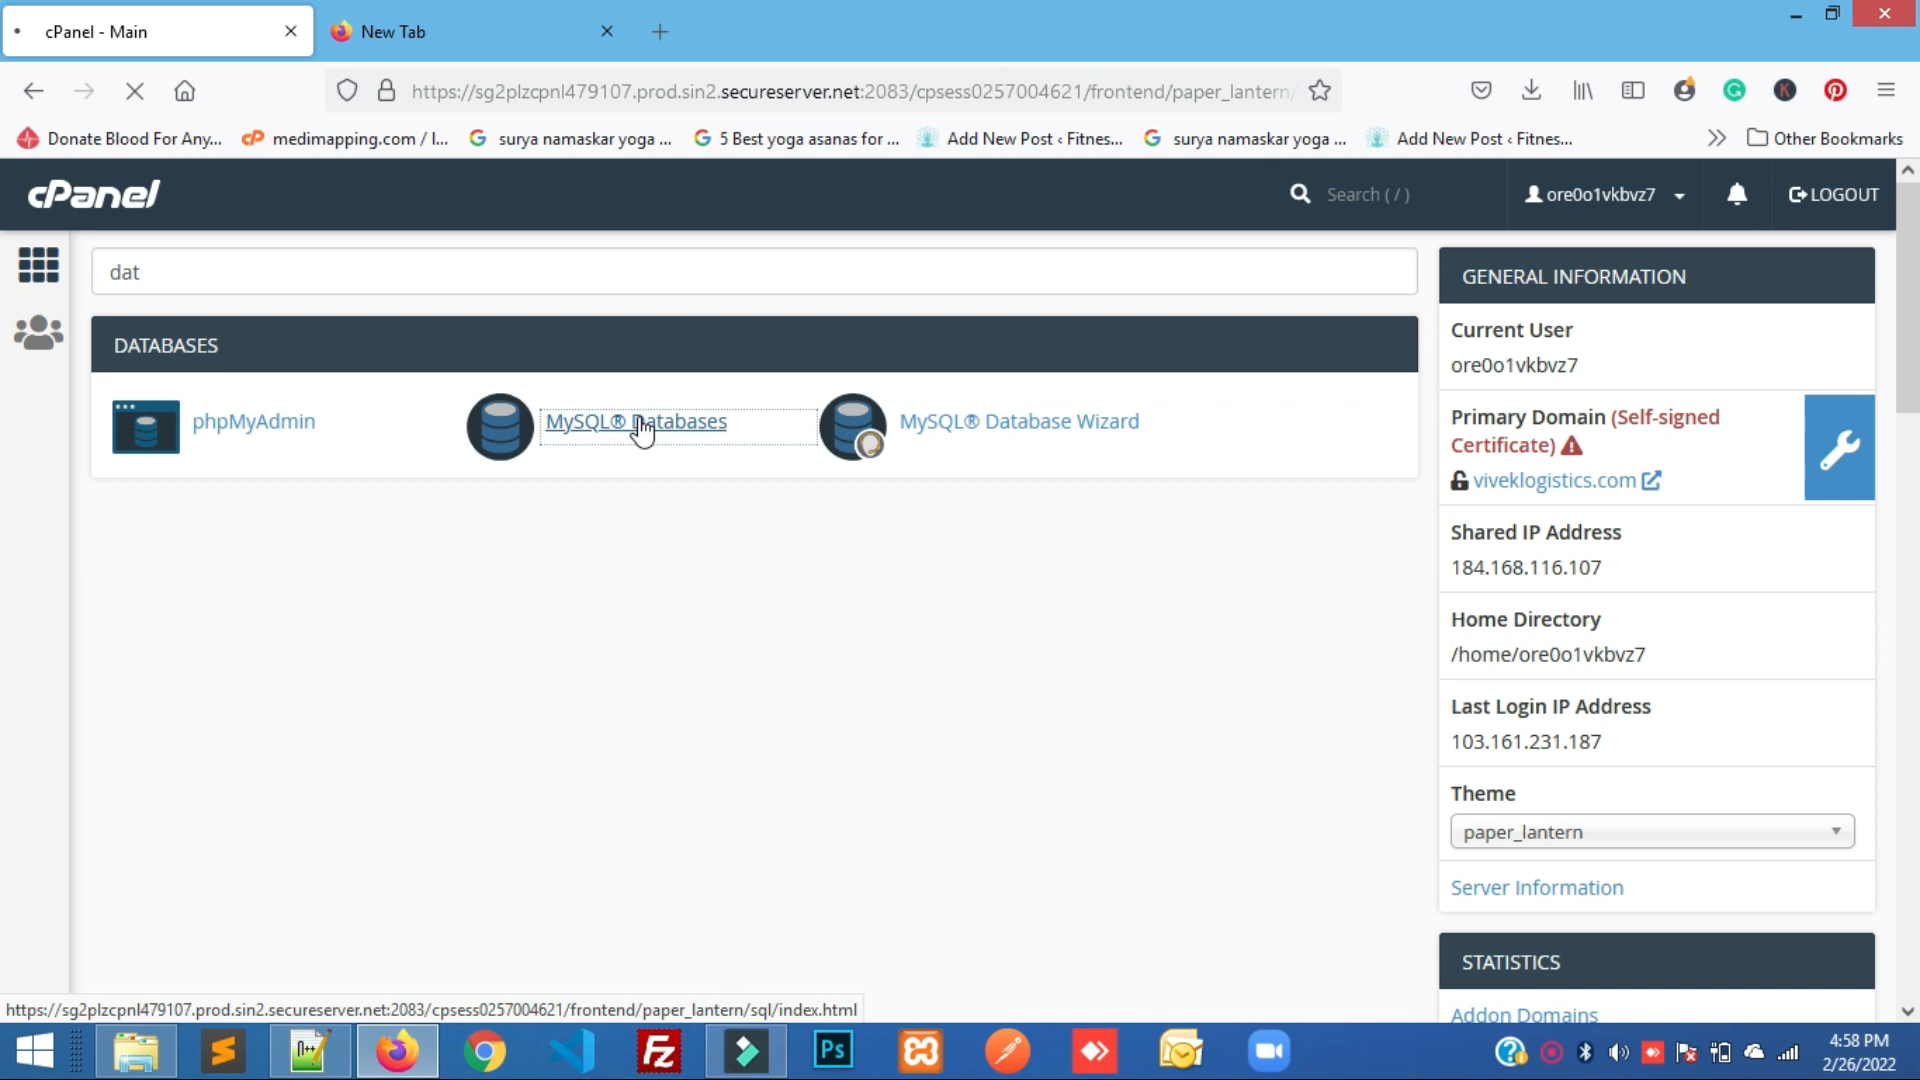 cPanel - Main
New Tab
https://sg2plzcpnl479107.prod.sin2.secureserver.net:2083/cpsess0257004621/frontend/paper_lantern/
Donate Blood For Any...
medimapping.com / l...
surya namaskar yoga ...
5 Best yoga asanas for ...
Add New Post ‹ Fitnes...
surya namaskar yoga ...
Add New Post ‹ Fitnes...
Other Bookmarks
cPanel
Search ( / )
ore0o1vkbvz7
LOGOUT
dat
DATABASES
phpMyAdmin
MySQL® Databases
MySQL® Database Wizard
GENERAL INFORMATION
Current User
ore0o1vkbvz7
Primary Domain (Self-signed
Certificate)
viveklogistics.com
Shared IP Address
184.168.116.107
Home Directory
/home/ore0o1vkbvz7
Last Login IP Address
103.161.231.187
Theme
paper_lantern
Server Information
STATISTICS
Addon Domains
https://sg2plzcpnl479107.prod.sin2.secureserver.net:2083/cpsess0257004621/frontend/paper_lantern/sql/index.html
4:58 PM
2/26/2022